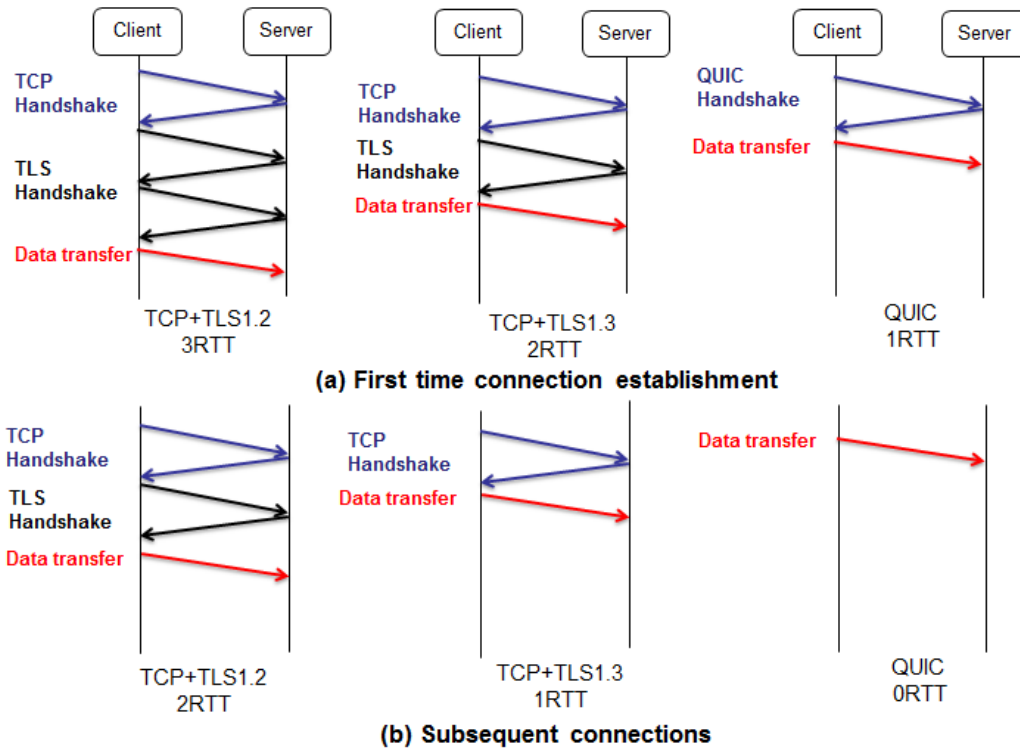 Client
Server
TCP
Handshake
TLS
Handshake
Data transfer
TCP+TLS1.2
3RTT
Client
Server
TCP
Handshake
TLS
Handshake
Data transfer
TCP+TLS1.3
2RTT
Client
Server
QUIC
Handshake
Data transfer
QUIC
1RTT
(a) First time connection establishment
TCP
Handshake
TLS
Handshake
Data transfer
TCP+TLS1.2
2RTT
TCP
Handshake
Data transfer
TCP+TLS1.3
1RTT
Data transfer
QUIC
0RTT
(b) Subsequent connections